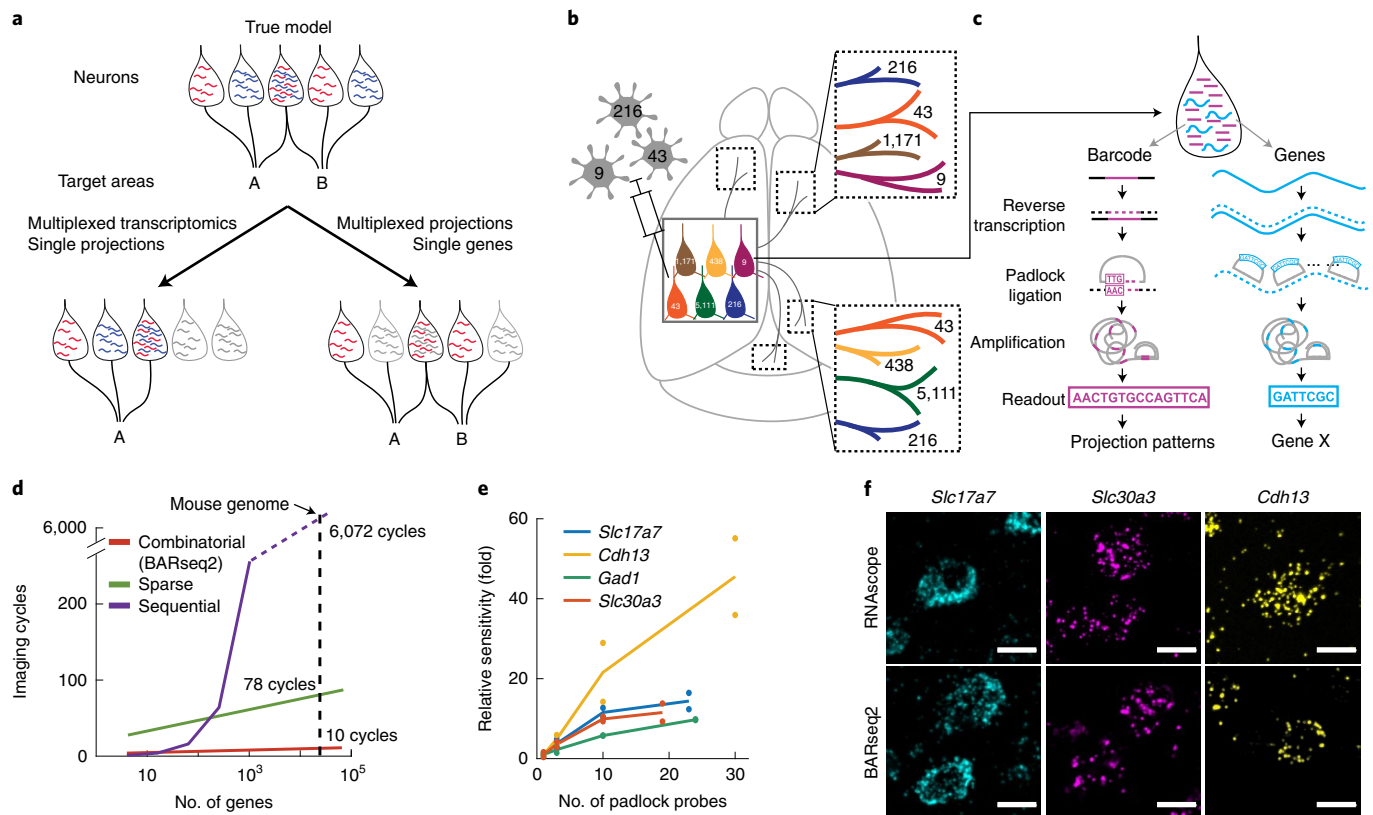 a
True model
Neurons
Target areas
A
B
Multiplexed transcriptomics
Single projections
Multiplexed projections
Single genes
A
A
B
b
216
43
9
1,171
438
9
43
5,111
216
216
43
1,171
9
43
438
5,111
216
c
Barcode
Genes
Reverse
transcription
Padlock
ligation
TTG
AAC
Amplification
Readout
AACTGTGCCAGTTCA
GATTCGC
Projection patterns
Gene X
d
Mouse genome
6,000
200
100
0
Imaging cycles
Combinatorial
(BARseq2)
Sparse
Sequential
6,072 cycles
78 cycles
10 cycles
10
10³
10⁵
No. of genes
e
60
40
20
0
Relative sensitivity (fold)
Slc17a7
Cdh13
Gad1
Slc30a3
0
10
20
30
No. of padlock probes
f
Slc17a7
Slc30a3
Cdh13
RNAscope
BARseq2